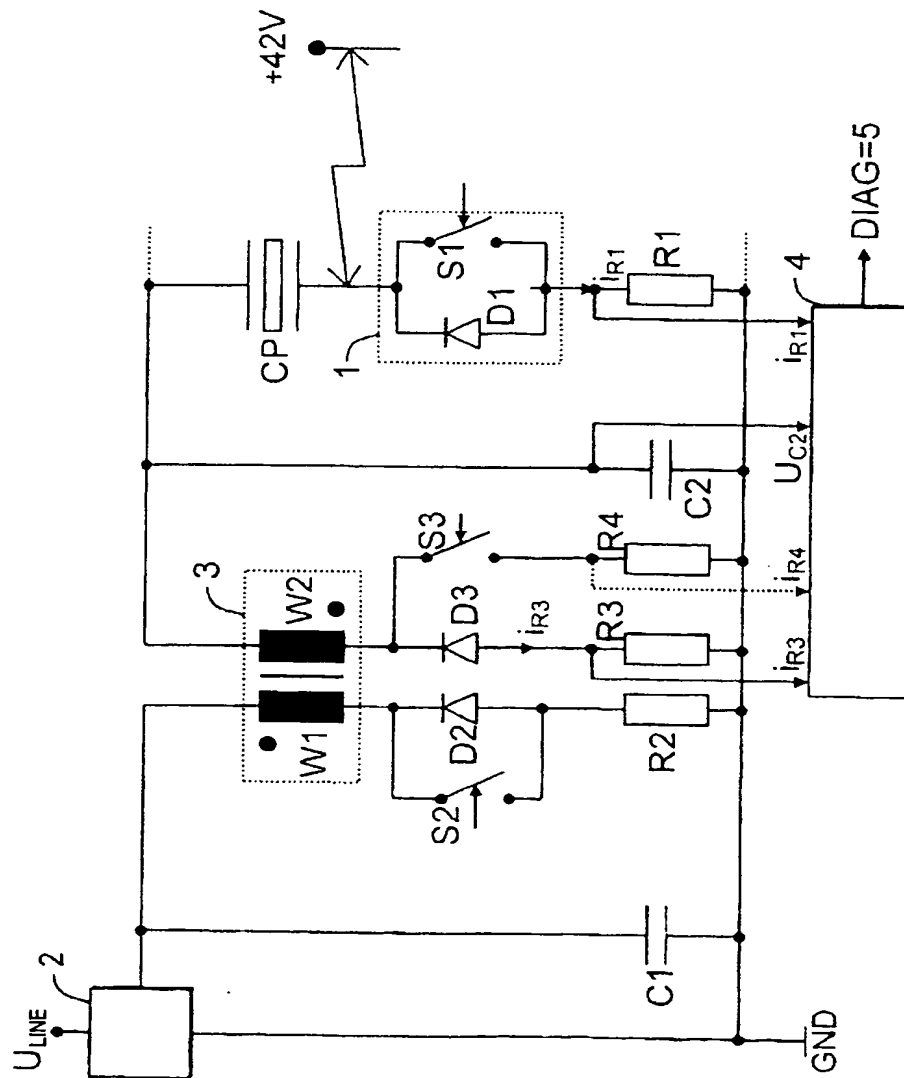 +42V
U_LINE
2
3
W1
W2
CP
1
S1
D1
S2
D2
D3
S3
i_R3
i_R1
C1
R2
R3
R4
C2
R1
GND
i_R3
i_R4
U_C2
i_R1
4
DIAG=5